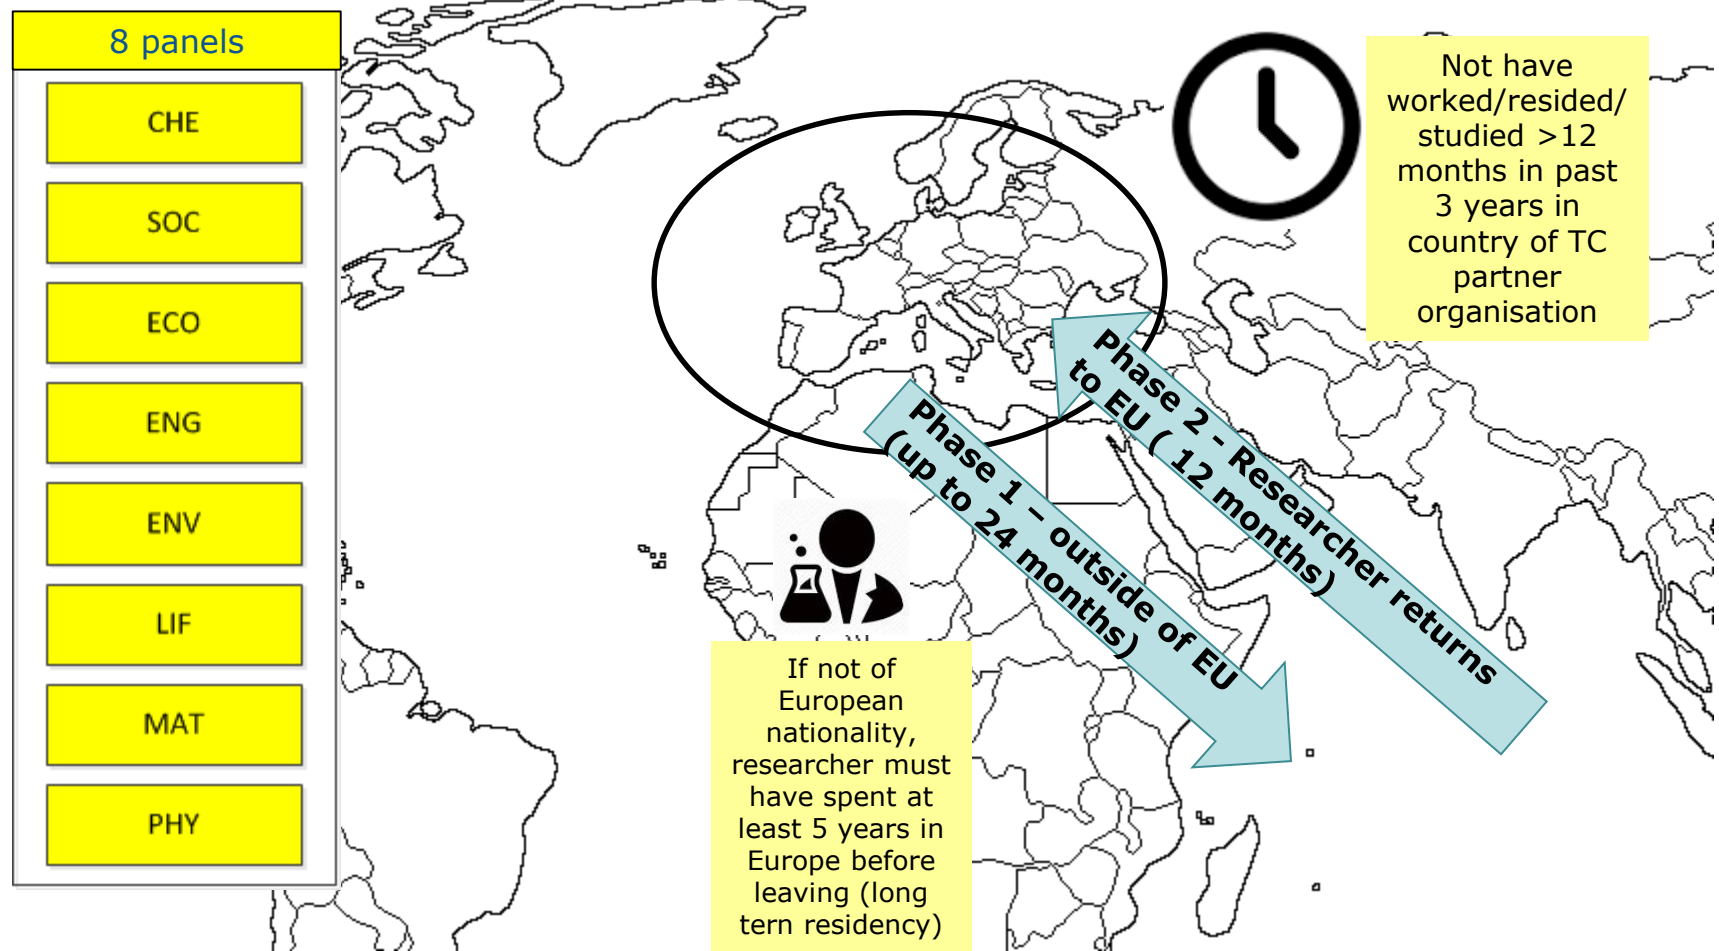 8 panels
CHE
SOC
ECO
ENG
ENV
LIF
MAT
PHY
Not have
worked/resided/
studied >12
months in past
3 years in
country of TC
partner
organisation
Phase 2 - Researcher returns
to EU ( 12 months)
Phase 1 – outside of EU
(up to 24 months)
If not of
European
nationality,
researcher must
have spent at
least 5 years in
Europe before
leaving (long
tern residency)